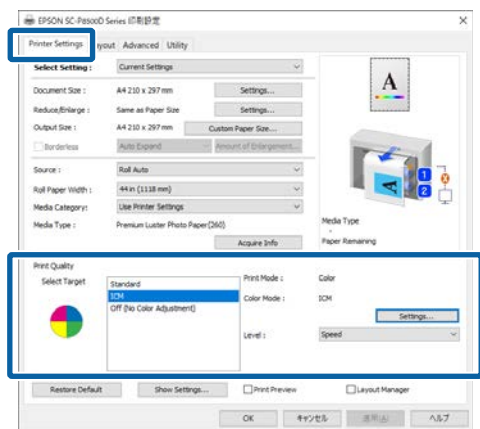 EPSON SC-P8500D Series 印刷設定
Printer Settings yout Advanced Utility
Select Setting : Current Settings
Document Size : A4 210 x 297 mm Settings...
Reduce/Enlarge : Same as Paper Size Settings...
Output Size : A4 210 x 297 mm Custom Paper Size...
Borderless Auto Expand Amount of Enlargement...
Source : Roll Auto
Roll Paper Width : 44 in (1118 mm)
Media Category: Use Printer Settings
Media Type : Premium Luster Photo Paper(260)
Acquire Info
A
A
1
2
Media Type
-
Paper Remaining
Print Quality
Select Target
Standard
ICM
Off (No Color Adjustment)
Print Mode : Color
Color Mode : ICM
Settings...
Level : Speed
Restore Default Show Settings... Print Preview Layout Manager
OK キャンセル 適用(A) ヘルプ